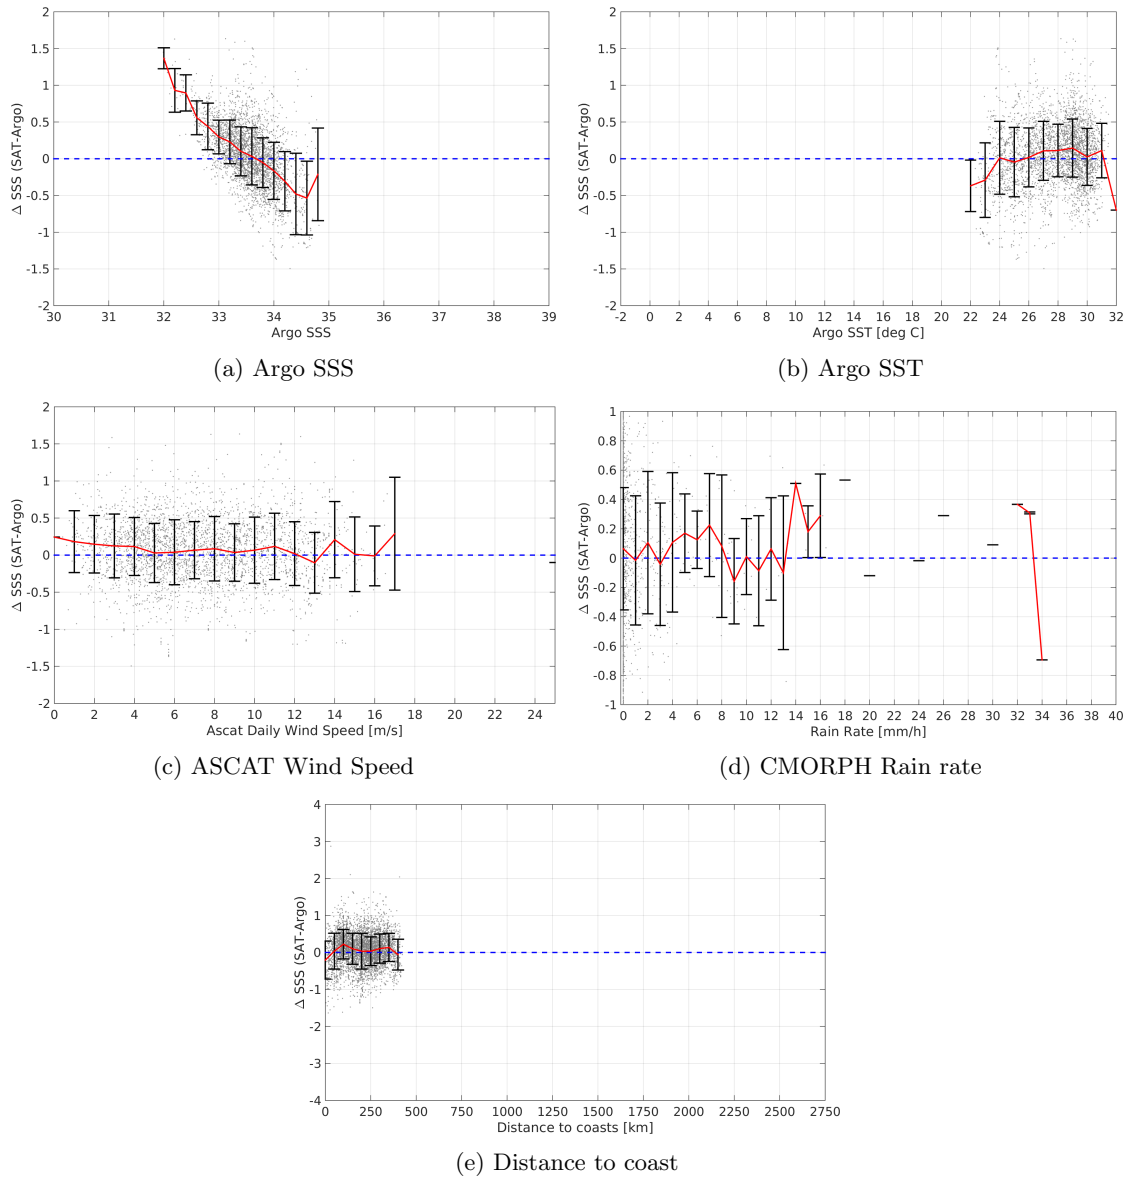 2
1.5
1
0.5
0
-0.5
-1
-1.5
-2
Δ SSS (SAT-Argo)
30 31 32 33 34 35 36 37 38 39
Argo SSS
(a) Argo SSS
2
1.5
1
0.5
0
-0.5
-1
-1.5
-2
Δ SSS (SAT-Argo)
-2 0 2 4 6 8 10 12 14 16 18 20 22 24 26 28 30 32
Argo SST [deg C]
(b) Argo SST
2
1.5
1
0.5
0
-0.5
-1
-1.5
-2
Δ SSS (SAT-Argo)
0 2 4 6 8 10 12 14 16 18 20 22 24
Ascat Daily Wind Speed [m/s]
(c) ASCAT Wind Speed
1
0.8
0.6
0.4
0.2
0
-0.2
-0.4
-0.6
-0.8
-1
Δ SSS (SAT-Argo)
0 2 4 6 8 10 12 14 16 18 20 22 24 26 28 30 32 34 36 38 40
Rain Rate [mm/h]
(d) CMORPH Rain rate
4
3
2
1
0
-1
-2
-3
-4
Δ SSS (SAT-Argo)
0 250 500 750 1000 1250 1500 1750 2000 2250 2500 2750
Distance to coasts [km]
(e) Distance to coast